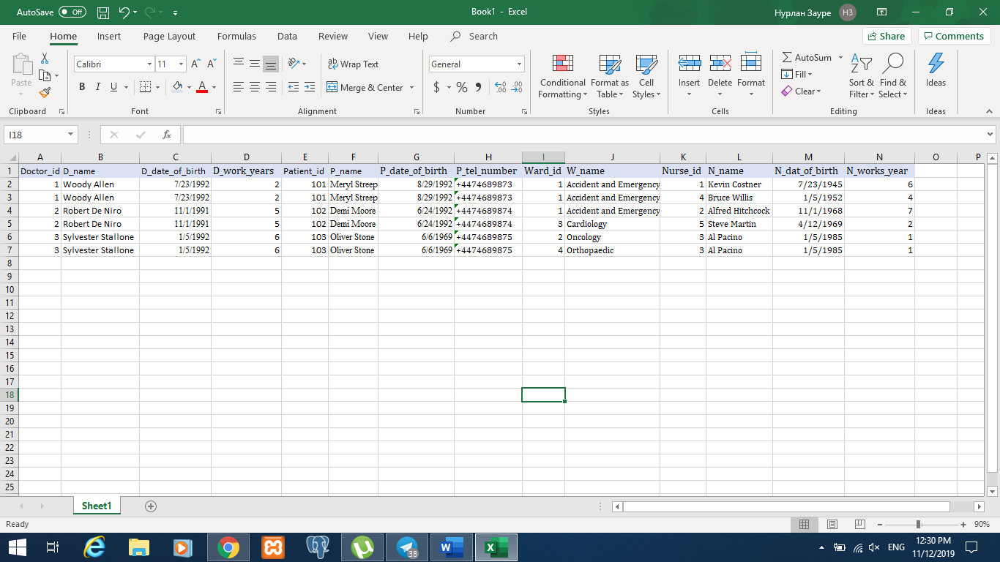 AutoSave Off Book1 - Excel Нурлан Зауре НЗ
File Home Insert Page Layout Formulas Data Review View Help Search Share Comments
Paste Calibri 11 A A ab Wrap Text General Conditional Formatting Format as Table Cell Styles Insert Delete Format AutoSum Sort & Filter Find & Select Ideas
B I U A Merge & Center $ % 9 .00 .00 Fill Clear
Clipboard Font Alignment Number Styles Cells Editing Ideas
I18 fx
A B C D E F G H I J K L M N O P
1 Doctor_id D_name D_date_of_birth D_work_years Patient_id P_name P_date_of_birth P_tel_number Ward_id W_name Nurse_id N_name N_dat_of_birth N_works_year
2 1 Woody Allen 7/23/1992 2 101 Meryl Streep 8/29/1992 +4474689873 1 Accident and Emergency 1 Kevin Costner 7/23/1945 6
3 1 Woody Allen 7/23/1992 2 101 Meryl Streep 8/29/1992 +4474689873 1 Accident and Emergency 4 Bruce Willis 1/5/1952 4
4 2 Robert De Niro 11/1/1991 5 102 Demi Moore 6/24/1992 +4474689874 1 Accident and Emergency 2 Alfred Hitchcock 11/1/1968 7
5 2 Robert De Niro 11/1/1991 5 102 Demi Moore 6/24/1992 +4474689874 3 Cardiology 5 Steve Martin 4/12/1969 2
6 3 Sylvester Stallone 1/5/1992 6 103 Oliver Stone 6/6/1969 +4474689875 2 Oncology 3 Al Pacino 1/5/1985 1
7 3 Sylvester Stallone 1/5/1992 6 103 Oliver Stone 6/6/1969 +4474689875 4 Orthopaedic 3 Al Pacino 1/5/1985 1
8
9
10
11
12
13
14
15
16
17
18
19
20
21
22
23
24
25
Sheet1
Ready 90%
38 W X ENG 12:30 PM
11/12/2019